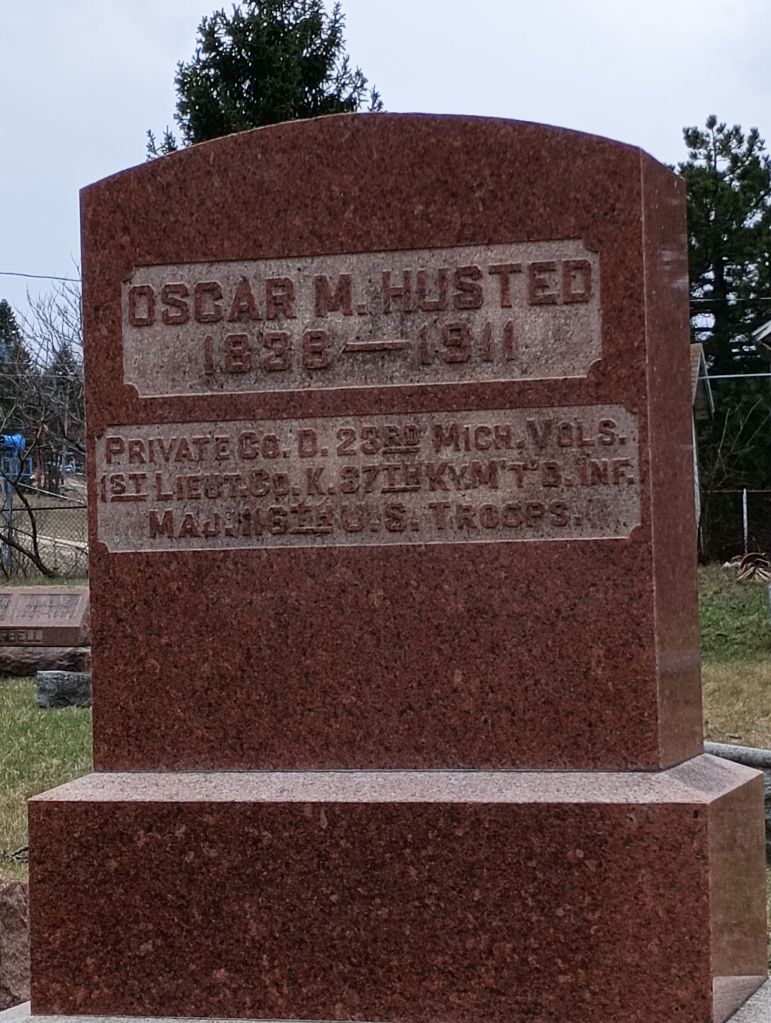 OSCAR M. HUSTED
1838 — 1911
PRIVATE CO. D. 23RD MICH. VOLS.
1ST LIEUT. CO. K. 37TH KY. M'T'D. INF.
MAJ. 116TH U.S. TROOPS.